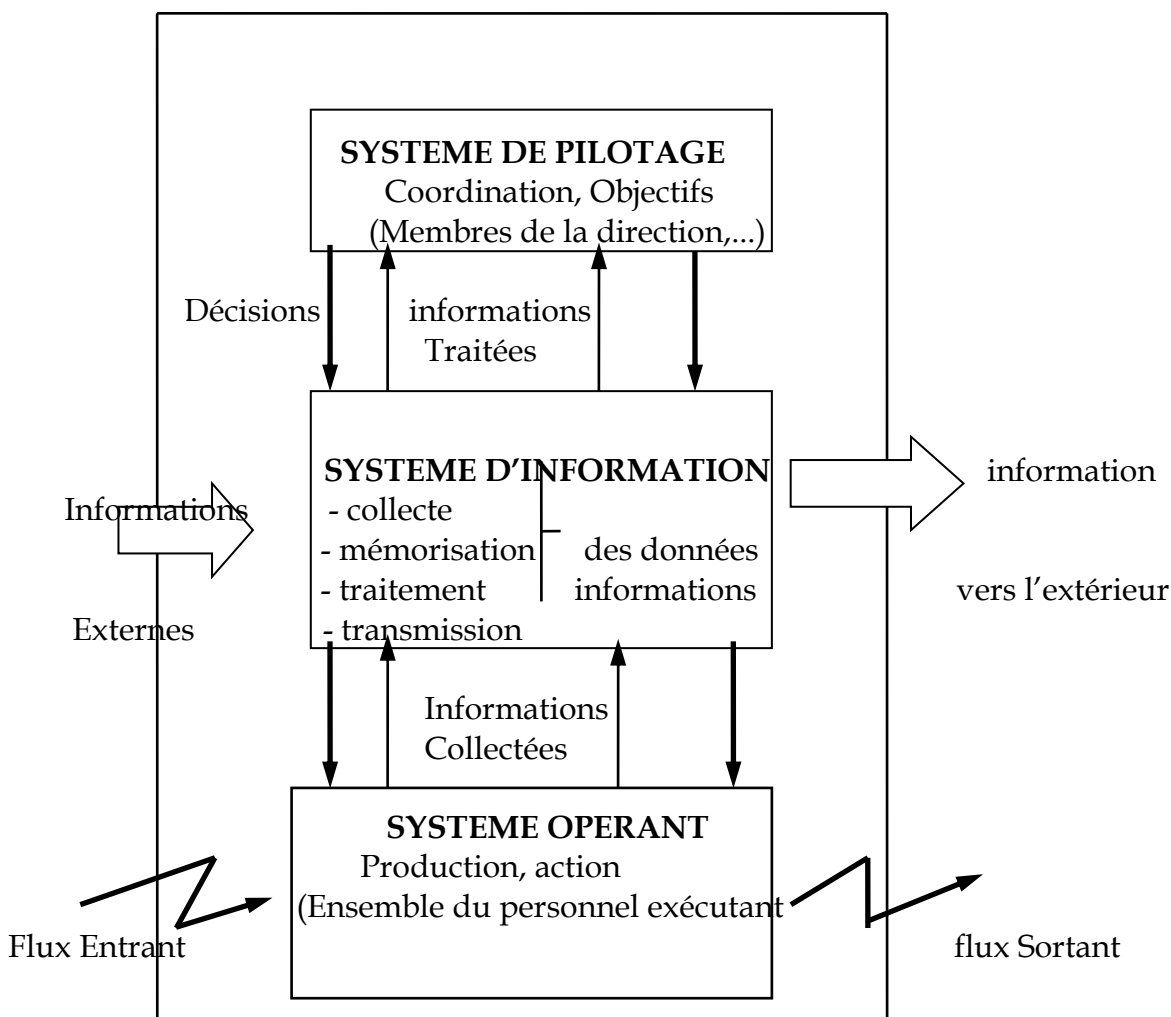 SYSTEME DE PILOTAGE
Coordination, Objectifs
(Membres de la direction,...)
Décisions
informations
Traitées
SYSTEME D'INFORMATION
- collecte
- mémorisation
- traitement
- transmission
des données
informations
Informations
Externes
information
vers l'extérieur
Informations
Collectées
SYSTEME OPERANT
Production, action
(Ensemble du personnel exécutant
Flux Entrant
flux Sortant